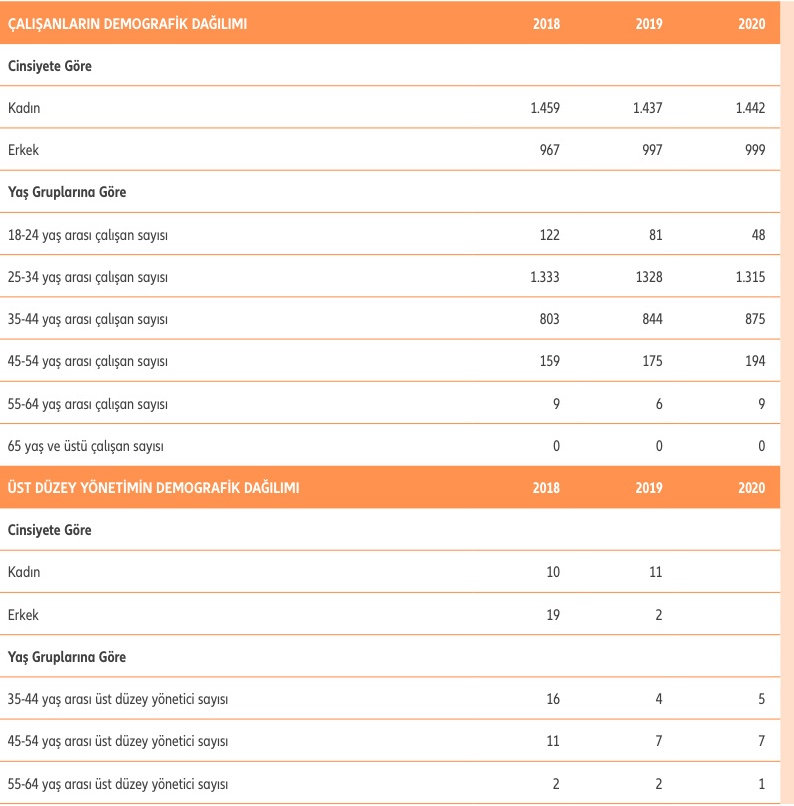 ÇALIŞANLARIN DEMOGRAFİK DAĞILIMI 2018 2019 2020
Cinsiyete Göre
Kadın 1.459 1.437 1.442
Erkek 967 997 999
Yaş Gruplarına Göre
18-24 yaş arası çalışan sayısı 122 81 48
25-34 yaş arası çalışan sayısı 1.333 1328 1.315
35-44 yaş arası çalışan sayısı 803 844 875
45-54 yaş arası çalışan sayısı 159 175 194
55-64 yaş arası çalışan sayısı 9 6 9
65 yaş ve üstü çalışan sayısı 0 0 0
ÜST DÜZEY YÖNETİMİN DEMOGRAFİK DAĞILIMI 2018 2019 2020
Cinsiyete Göre
Kadın 10 11
Erkek 19 2
Yaş Gruplarına Göre
35-44 yaş arası üst düzey yönetici sayısı 16 4 5
45-54 yaş arası üst düzey yönetici sayısı 11 7 7
55-64 yaş arası üst düzey yönetici sayısı 2 2 1